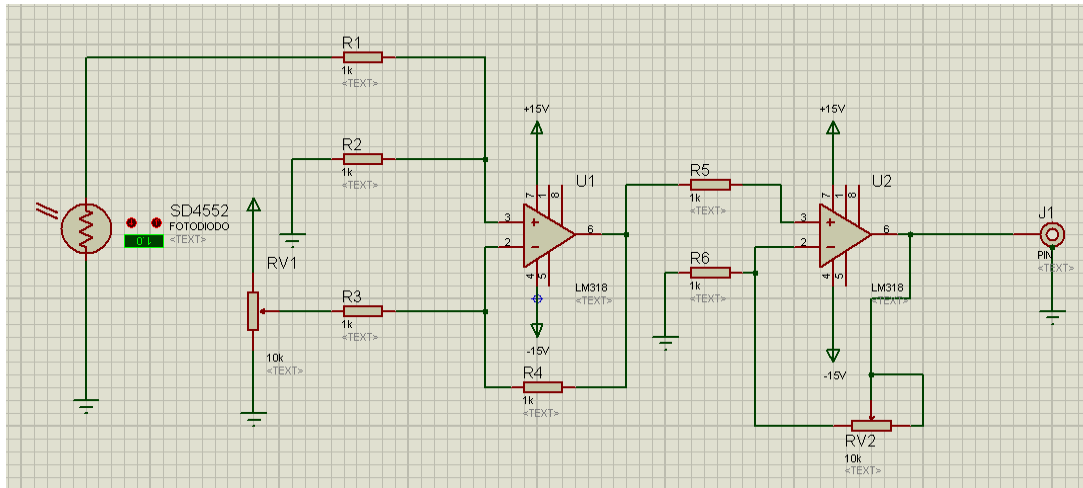 R1
1k
<TEXT>
R2
1k
<TEXT>
SD4552
FOTODIODO
<TEXT>
1.0
RV1
10k
<TEXT>
R3
1k
<TEXT>
+15V
U1
7
1
8
3
2
6
4
5
LM318
<TEXT>
-15V
R4
1k
<TEXT>
R5
1k
<TEXT>
R6
1k
<TEXT>
+15V
U2
7
1
8
3
2
6
4
5
LM318
<TEXT>
-15V
RV2
10k
<TEXT>
J1
PIN
<TEXT>